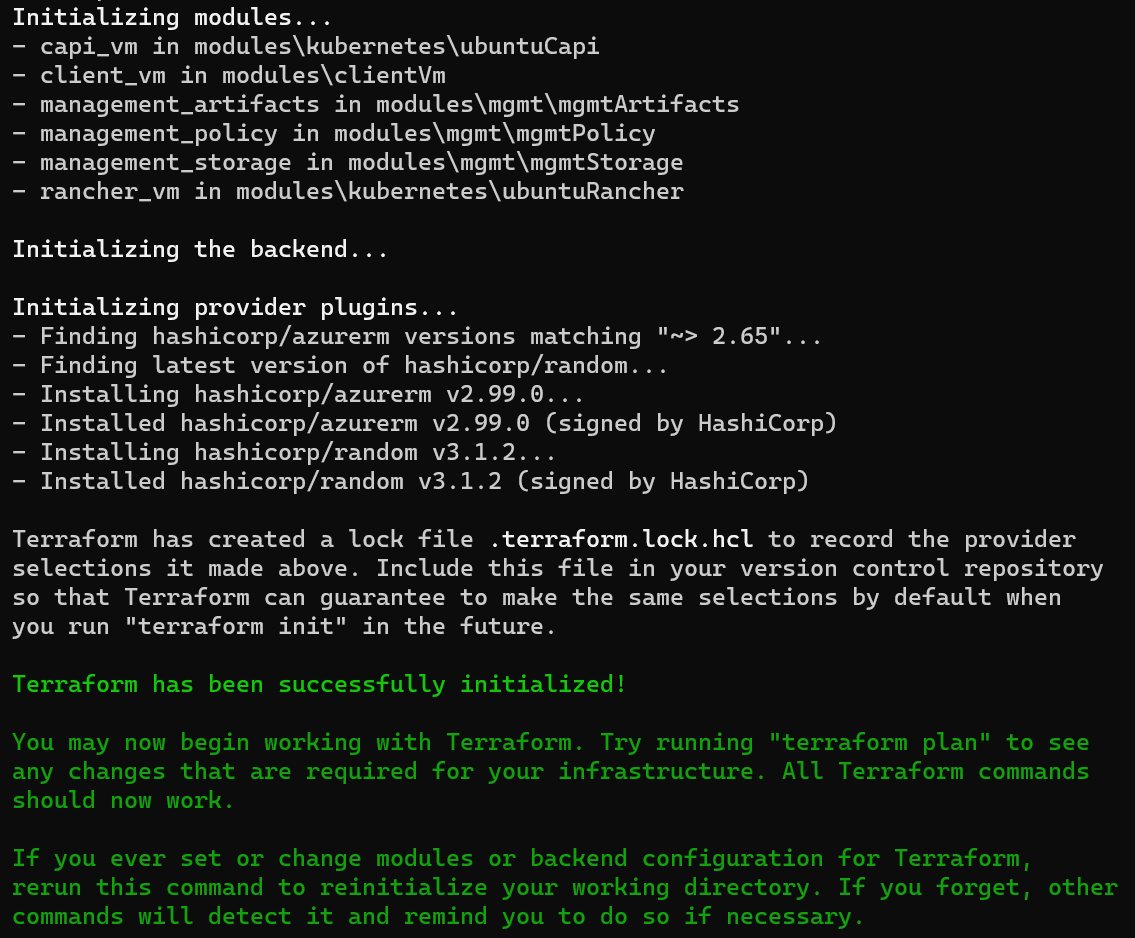 Initializing modules...
- capi_vm in modules\kubernetes\ubuntuCapi
- client_vm in modules\clientVm
- management_artifacts in modules\mgmt\mgmtArtifacts
- management_policy in modules\mgmt\mgmtPolicy
- management_storage in modules\mgmt\mgmtStorage
- rancher_vm in modules\kubernetes\ubuntuRancher
Initializing the backend...
Initializing provider plugins...
- Finding hashicorp/azurerm versions matching "~> 2.65"...
- Finding latest version of hashicorp/random...
- Installing hashicorp/azurerm v2.99.0...
- Installed hashicorp/azurerm v2.99.0 (signed by HashiCorp)
- Installing hashicorp/random v3.1.2...
- Installed hashicorp/random v3.1.2 (signed by HashiCorp)
Terraform has created a lock file .terraform.lock.hcl to record the provider
selections it made above. Include this file in your version control repository
so that Terraform can guarantee to make the same selections by default when
you run "terraform init" in the future.
Terraform has been successfully initialized!
You may now begin working with Terraform. Try running "terraform plan" to see
any changes that are required for your infrastructure. All Terraform commands
should now work.
If you ever set or change modules or backend configuration for Terraform,
rerun this command to reinitialize your working directory. If you forget, other
commands will detect it and remind you to do so if necessary.